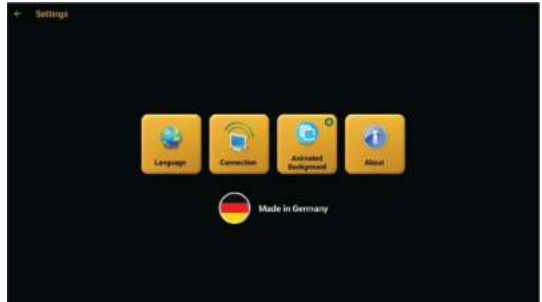 Settings
Language
Connection
Animated
Background
About
Made in Germany